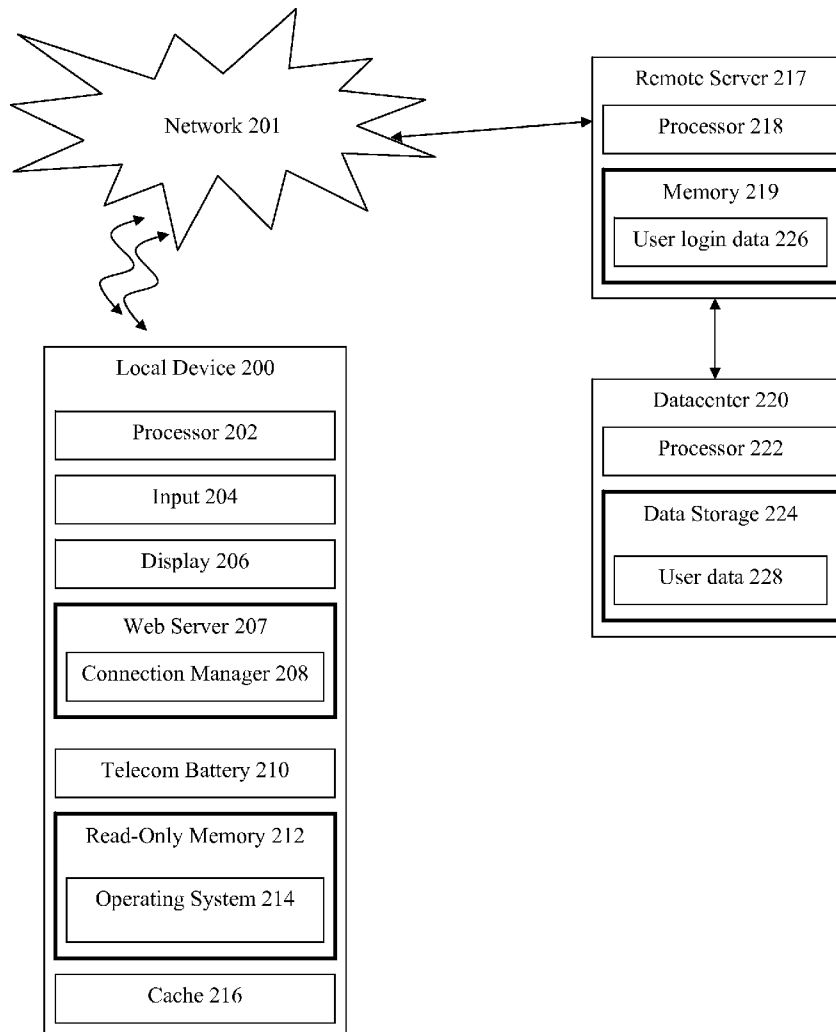 Network 201
Remote Server 217
Processor 218
Memory 219
User login data 226
Local Device 200
Processor 202
Input 204
Display 206
Web Server 207
Connection Manager 208
Telecom Battery 210
Read-Only Memory 212
Operating System 214
Cache 216
Datacenter 220
Processor 222
Data Storage 224
User data 228